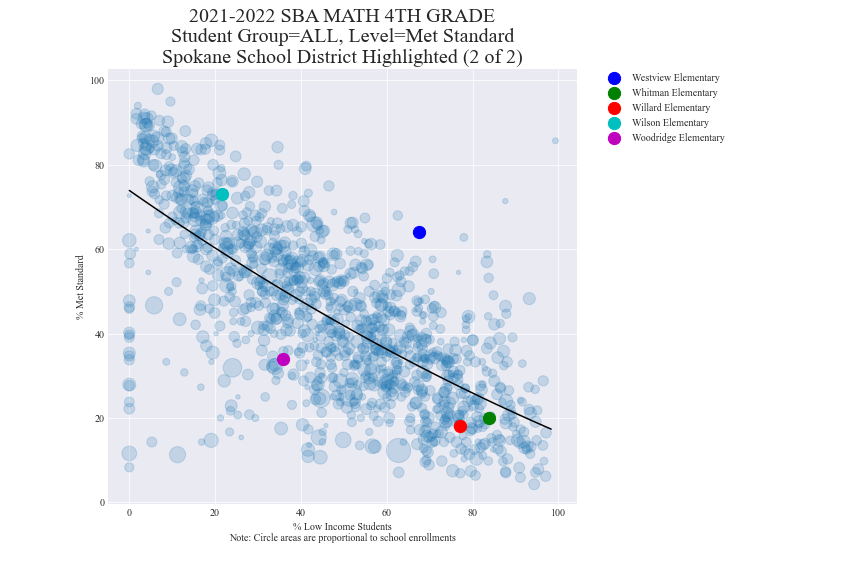 2021-2022 SBA MATH 4TH GRADE
Student Group=ALL, Level=Met Standard
Spokane School District Highlighted (2 of 2)
Westview Elementary
Whitman Elementary
Willard Elementary
Wilson Elementary
Woodridge Elementary
% Met Standard
100
80
60
40
20
0
0 20 40 60 80 100
% Low Income Students
Note: Circle areas are proportional to school enrollments